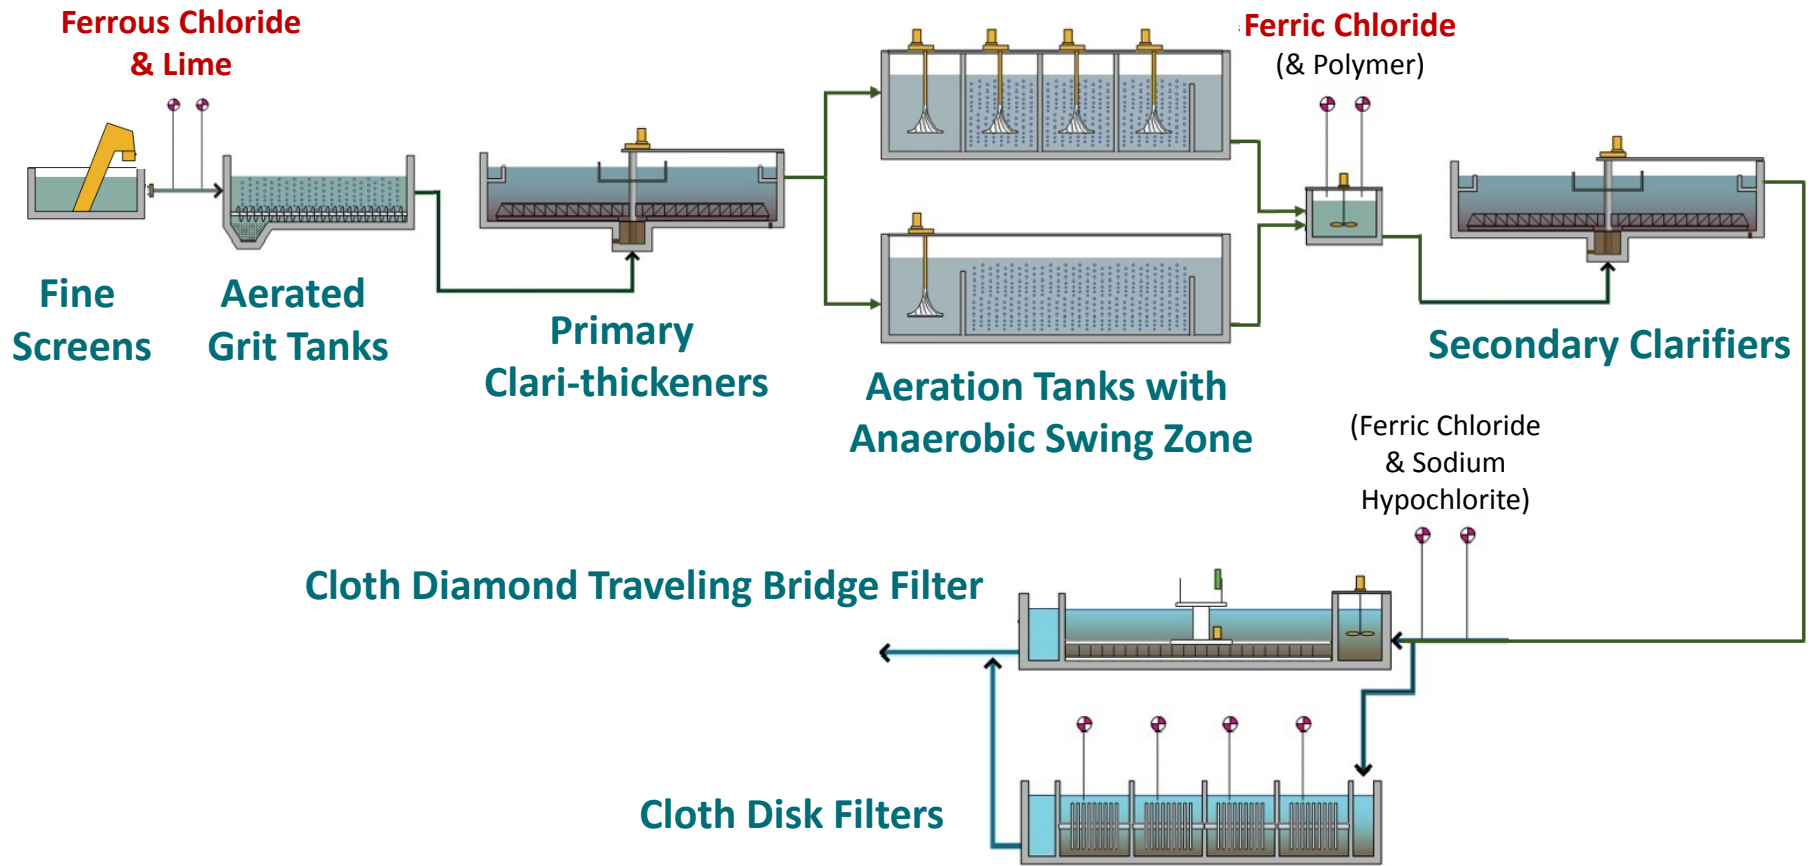 Ferrous Chloride
& Lime
Ferric Chloride
(& Polymer)
Fine
Screens
Aerated
Grit Tanks
Primary
Clari-thickeners
Aeration Tanks with
Anaerobic Swing Zone
Secondary Clarifiers
(Ferric Chloride
& Sodium
Hypochlorite)
Cloth Diamond Traveling Bridge Filter
Cloth Disk Filters